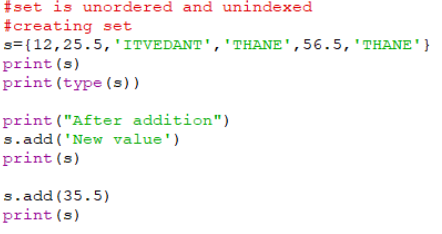 #set is unordered and unindexed
#creating set
s={12,25.5,'ITVEDANT','THANE',56.5,'THANE'}
print(s)
print(type(s))
print("After addition")
s.add('New value')
print(s)
s.add(35.5)
print(s)